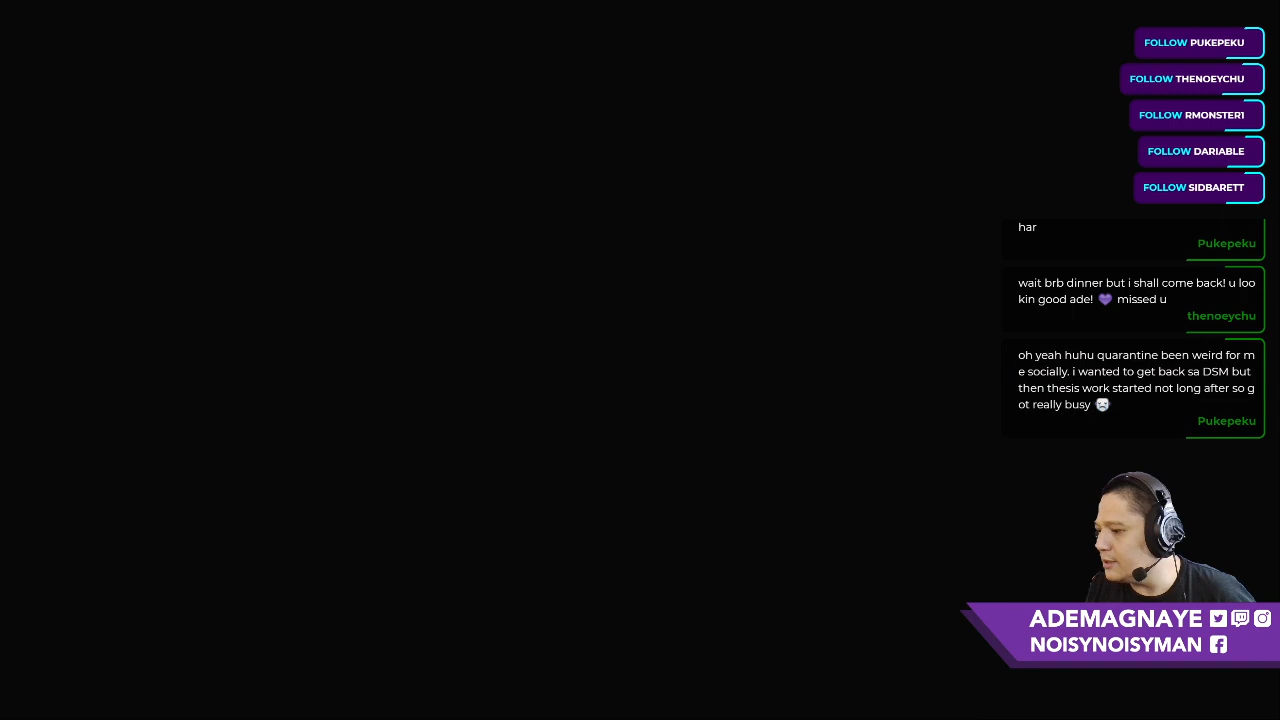 FOLLOW PUKEPEKU
FOLLOW THENOEYCHU
FOLLOW RMONSTER1
FOLLOW DARIABLE
FOLLOW SIDBARETT
har
Pukepeku
wait brb dinner but i shall come back! u loo
kin good ade! 💜 missed u
thenoeychu
oh yeah huhu quarantine been weird for m
e socially. i wanted to get back sa DSM but
then thesis work started not long after so g
ot really busy 😭
Pukepeku
ADEMAGNAYE
NOISYNOISYMAN